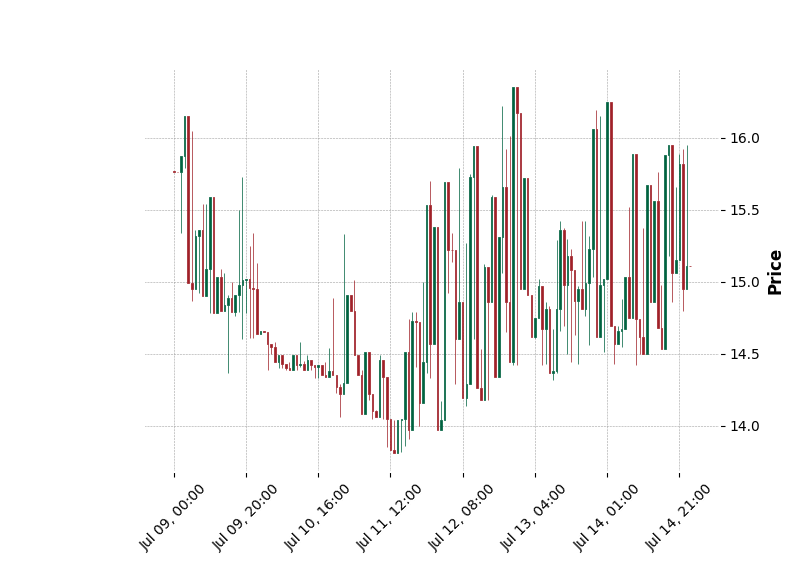 16.0
15.5
15.0
14.5
14.0
Price
Jul 09, 00:00
Jul 09, 20:00
Jul 10, 16:00
Jul 11, 12:00
Jul 12, 08:00
Jul 13, 04:00
Jul 14, 01:00
Jul 14, 21:00